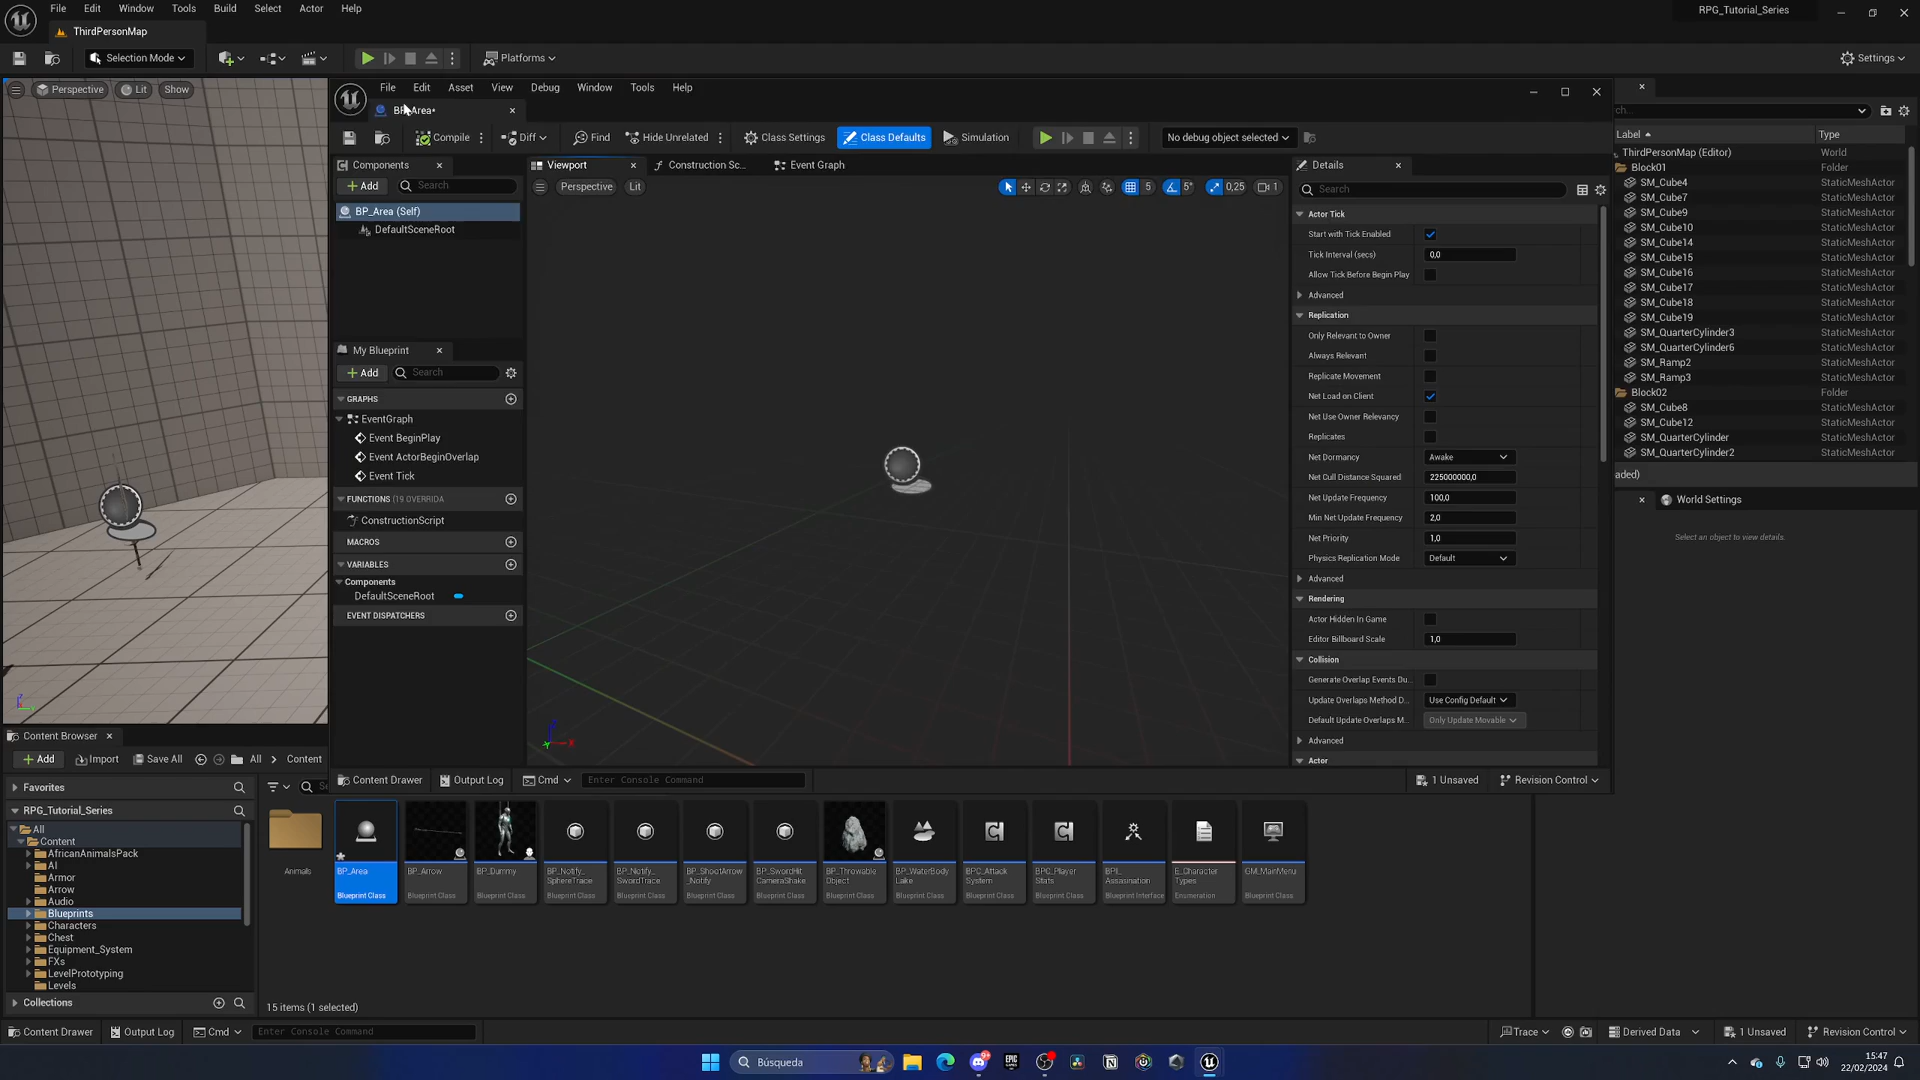 File Edit Window Tools Build Select Actor Help
RPG_Tutorial_Series
ThirdPersonMap
Selection Mode
Platforms
Settings
Perspective Lit Show
File Edit Asset View Debug Window Tools Help
Compile Diff Find Hide Unrelated Class Settings Class Defaults Simulation No debug object selected
Components
Add Search
BP_Area (Self)
DefaultSceneRoot
My Blueprint
Add Search
GRAPHS
EventGraph
Event BeginPlay
Event ActorBeginOverlap
Event Tick
FUNCTIONS (19 OVERRIDA
ConstructionScript
MACROS
VARIABLES
Components
DefaultSceneRoot
EVENT DISPATCHERS
Viewport Construction Sc... Event Graph
Perspective Lit
5 5° 0,25 1
Details
Search
Actor Tick
Start with Tick Enabled
Tick Interval (secs) 0,0
Allow Tick Before Begin Play
Advanced
Replication
Only Relevant to Owner
Always Relevant
Replicate Movement
Net Load on Client
Net Use Owner Relevancy
Replicates
Net Dormancy Awake
Net Cull Distance Squared 225000000,0
Net Update Frequency 100,0
Min Net Update Frequency 2,0
Net Priority 1,0
Physics Replication Mode Default
Advanced
Rendering
Actor Hidden In Game
Editor Billboard Scale 1,0
Collision
Generate Overlap Events Du...
Update Overlaps Method D... Use Config Default
Default Update Overlaps M... Only Update Movable
Advanced
Actor
Content Drawer Output Log Cmd Enter Console Command 1 Unsaved Revision Control
Label Type
ThirdPersonMap (Editor) World
Block01 Folder
SM_Cube4 StaticMeshActor
SM_Cube7 StaticMeshActor
SM_Cube9 StaticMeshActor
SM_Cube10 StaticMeshActor
SM_Cube14 StaticMeshActor
SM_Cube15 StaticMeshActor
SM_Cube16 StaticMeshActor
SM_Cube17 StaticMeshActor
SM_Cube18 StaticMeshActor
SM_Cube19 StaticMeshActor
SM_QuarterCylinder3 StaticMeshActor
SM_QuarterCylinder6 StaticMeshActor
SM_Ramp2 StaticMeshActor
SM_Ramp3 StaticMeshActor
Block02 Folder
SM_Cube8 StaticMeshActor
SM_Cube12 StaticMeshActor
SM_QuarterCylinder StaticMeshActor
SM_QuarterCylinder2 StaticMeshActor
aded)
World Settings
Select an object to view details.
Content Browser
Add Import Save All All Content
Favorites
RPG_Tutorial_Series
All
Content
AfricanAnimalsPack
AI
Armor
Arrow
Audio
Blueprints
Characters
Chest
Equipment_System
FXs
LevelPrototyping
Levels
Collections
Animals
BP_Area
Blueprint Class
BP_Arrow
Blueprint Class
BP_Dummy
Blueprint Class
BP_Notify_
SphereTrace
Blueprint Class
BP_Notify_
SwordTrace
Blueprint Class
BP_ShootArrow
_Notify
Blueprint Class
BP_SwordHit
CameraShake
Blueprint Class
BP_Throwable
Object
Blueprint Class
BP_WaterBody
Lake
Blueprint Class
BPC_Attack
System
Blueprint Class
BPC_Player
Stats
Blueprint Class
BPI_
Assasination
Blueprint Interface
E_Character
Types
Enumeration
GM_MainMenu
Blueprint Class
15 items (1 selected)
Content Drawer Output Log Cmd Enter Console Command Trace Derived Data 1 Unsaved Revision Control
Búsqueda
15:47
22/02/2024